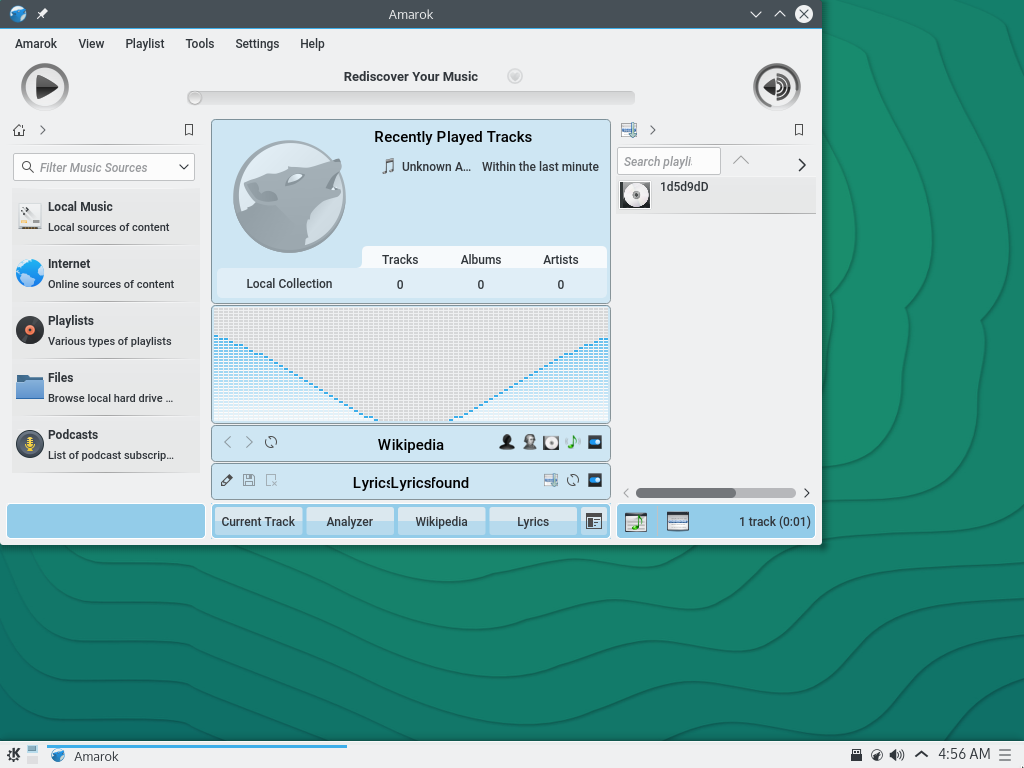 Amarok
Amarok View Playlist Tools Settings Help
Rediscover Your Music
Filter Music Sources
Local Music
Local sources of content
Internet
Online sources of content
Playlists
Various types of playlists
Files
Browse local hard drive ...
Podcasts
List of podcast subscrip...
Recently Played Tracks
Unknown A... Within the last minute
Tracks Albums Artists
Local Collection 0 0 0
Wikipedia
LyricsLyricsfound
Current Track Analyzer Wikipedia Lyrics
Search playli
1d5d9dD
1 track (0:01)
Amarok
4:56 AM